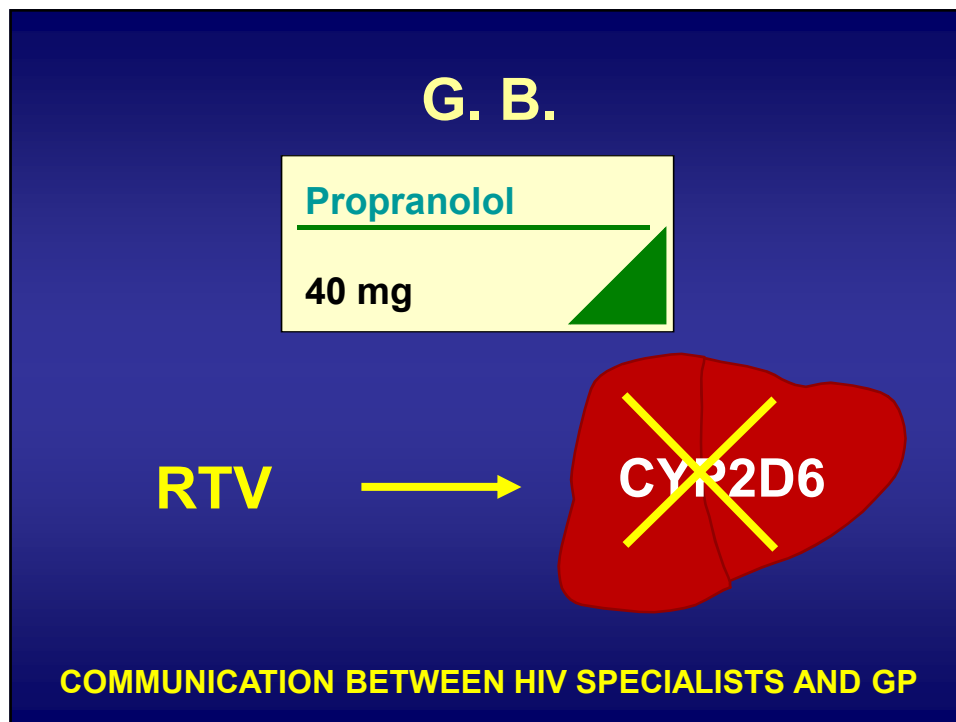 G. B.
Propranolol
40 mg
RTV
CYP2D6
COMMUNICATION BETWEEN HIV SPECIALISTS AND GP